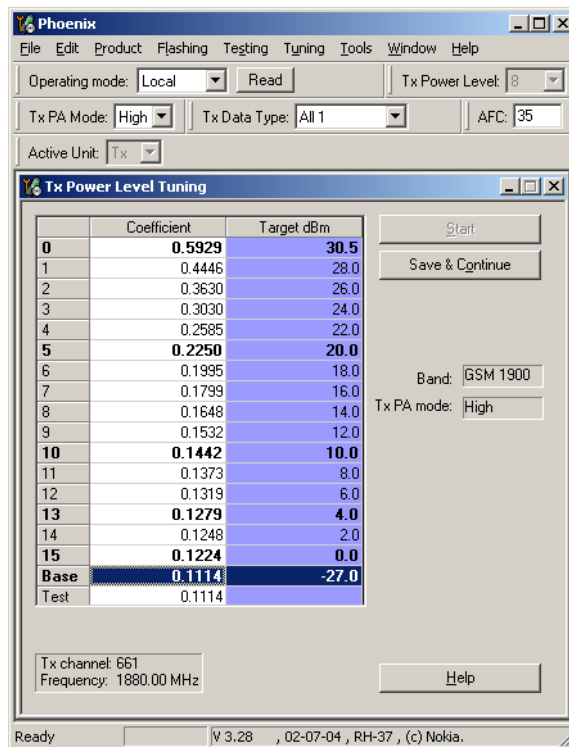 Phoenix
File Edit Product Flashing Testing Tuning Tools Window Help
Operating mode: Local Read Tx Power Level: 8
Tx PA Mode: High Tx Data Type: All 1 AFC: 35
Active Unit: Tx
Tx Power Level Tuning
Coefficient Target dBm
0 0.5929 30.5
1 0.4446 28.0
2 0.3630 26.0
3 0.3030 24.0
4 0.2585 22.0
5 0.2250 20.0
6 0.1995 18.0
7 0.1799 16.0
8 0.1648 14.0
9 0.1532 12.0
10 0.1442 10.0
11 0.1373 8.0
12 0.1319 6.0
13 0.1279 4.0
14 0.1248 2.0
15 0.1224 0.0
Base 0.1114 -27.0
Test 0.1114
Start
Save & Continue
Band: GSM 1900
Tx PA mode: High
Tx channel: 661
Frequency: 1880.00 MHz
Help
Ready V 3.28 , 02-07-04 , RH-37 , (c) Nokia.